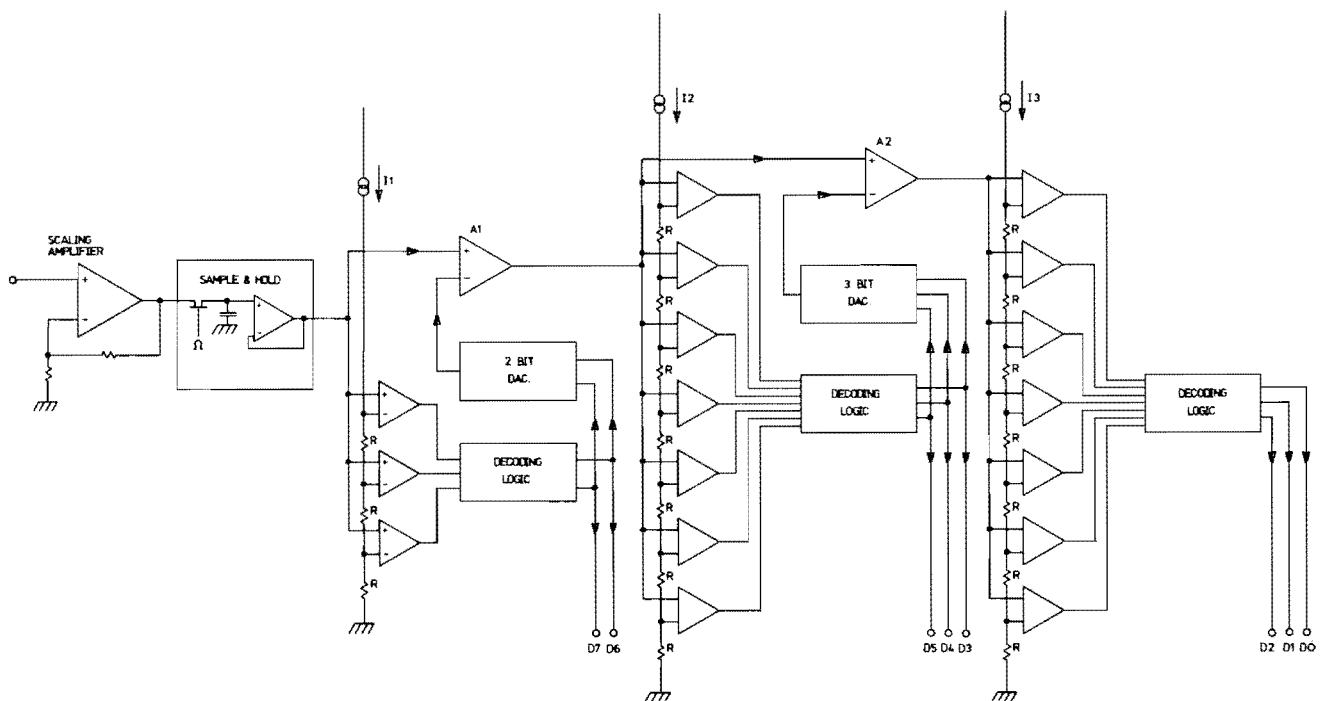 SCALING
AMPLIFIER
SAMPLE & HOLD
Ω
I1
R
R
R
A1
2 BIT
DAC.
DECODING
LOGIC
D7 D6
I2
R
R
R
R
R
R
R
A2
3 BIT
DAC
DECODING
LOGIC
D5 D4 D3
I3
R
R
R
R
R
R
R
DECODING
LOGIC
D2 D1 D0